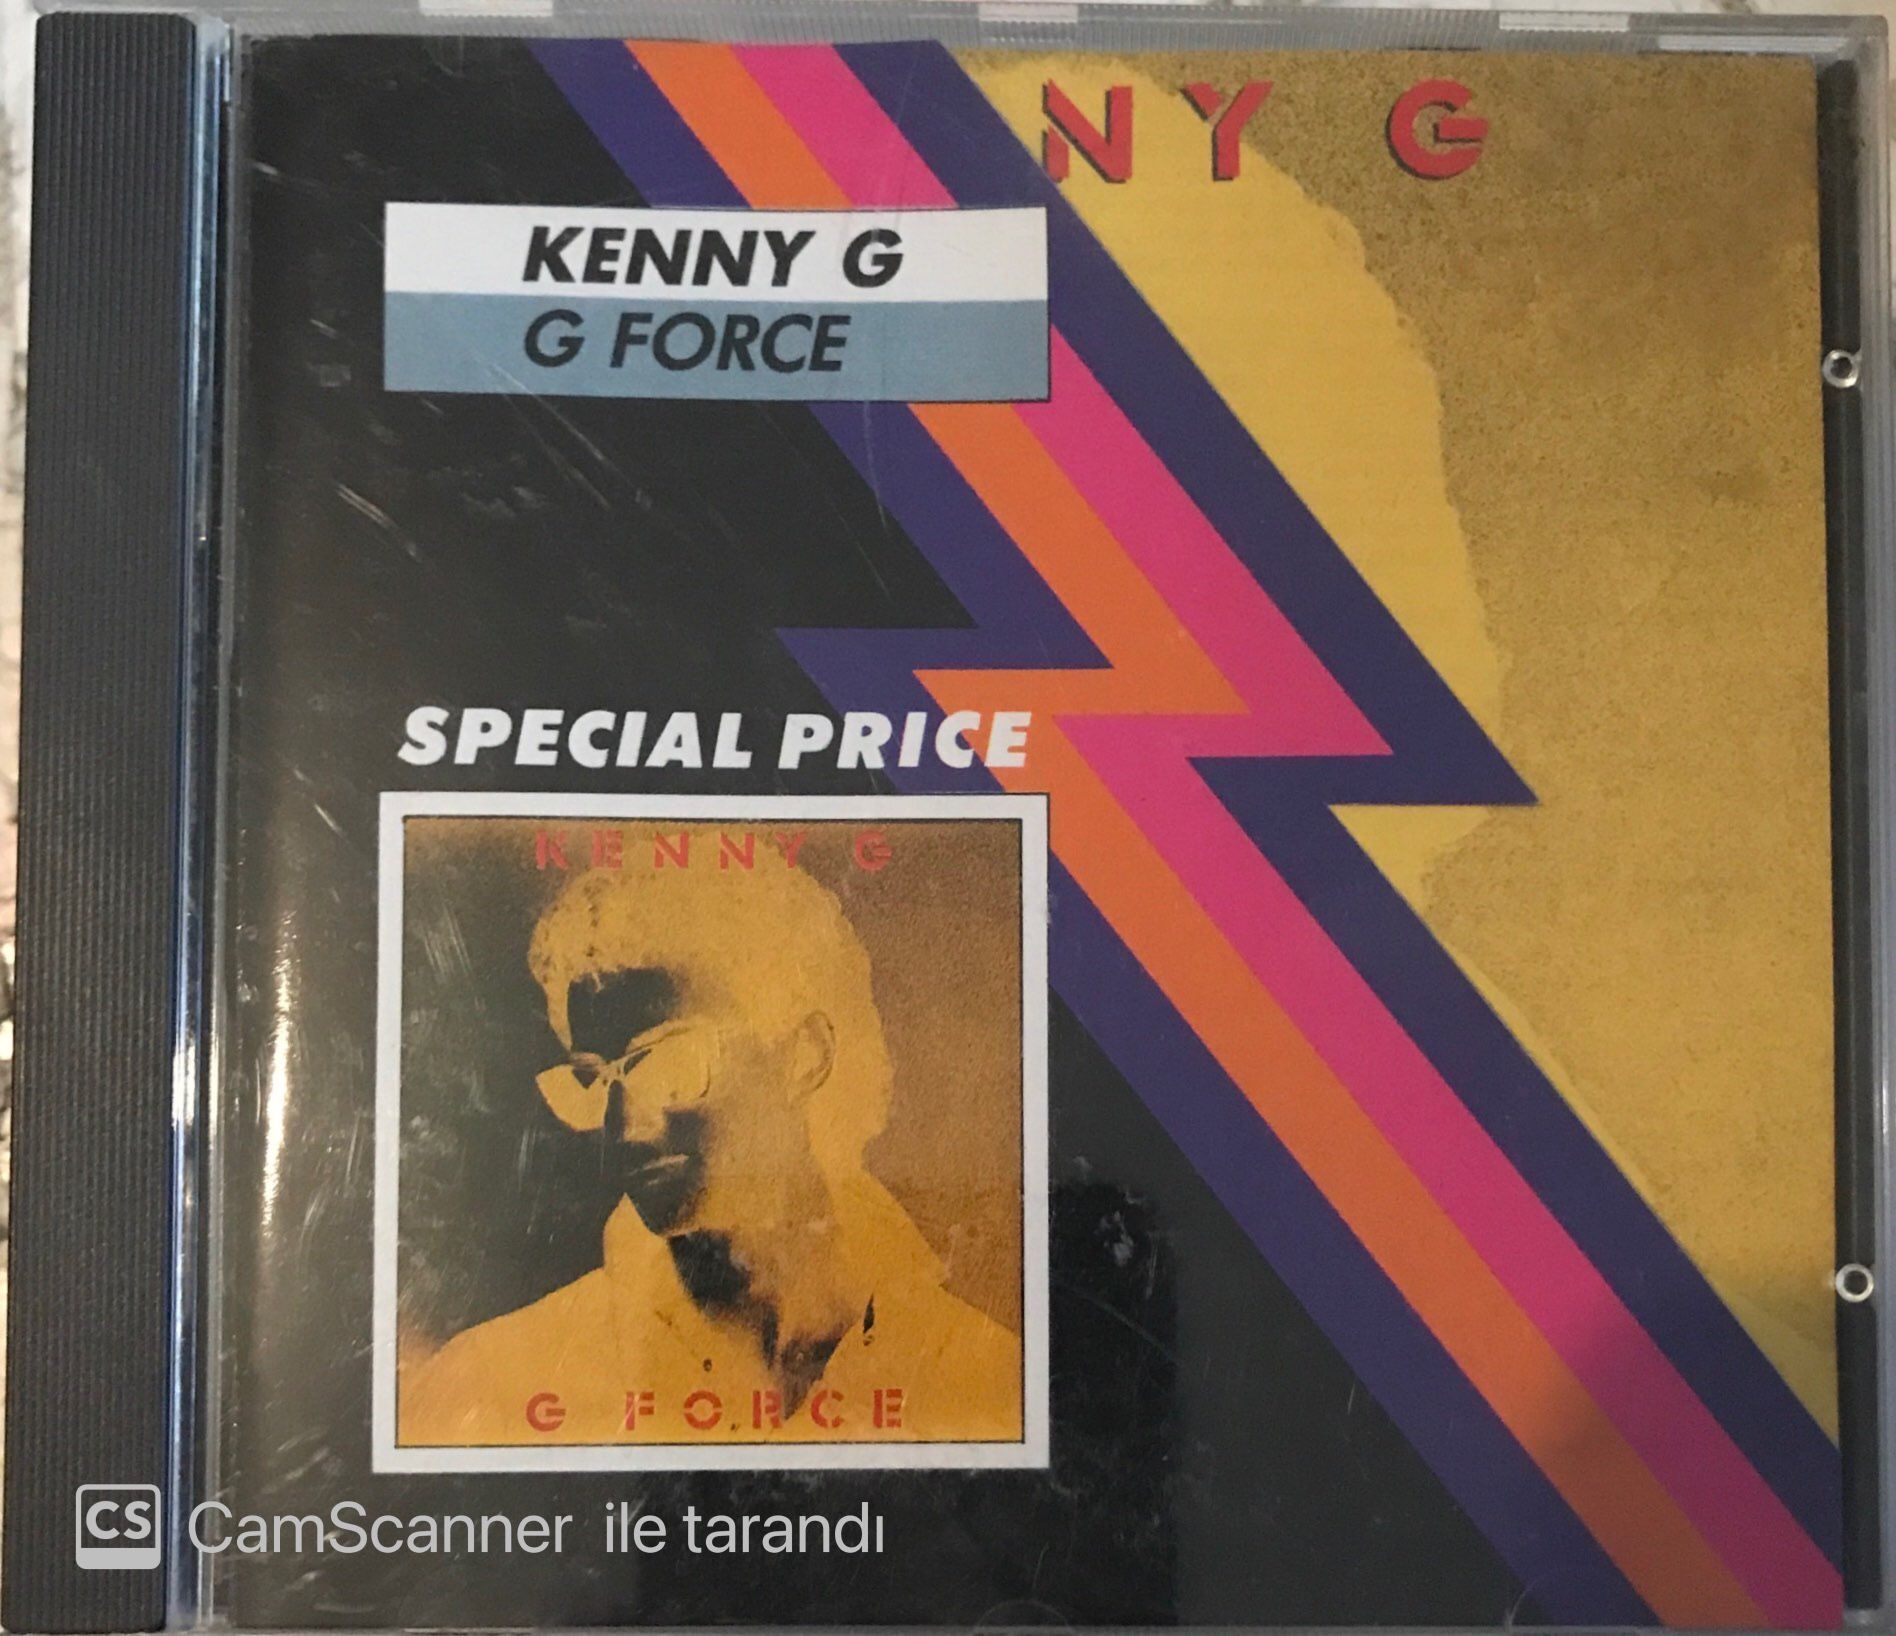 NY G
KENNY G
G FORCE
SPECIAL PRICE
KENNY G
G FORCE
CS CamScanner ile tarandı